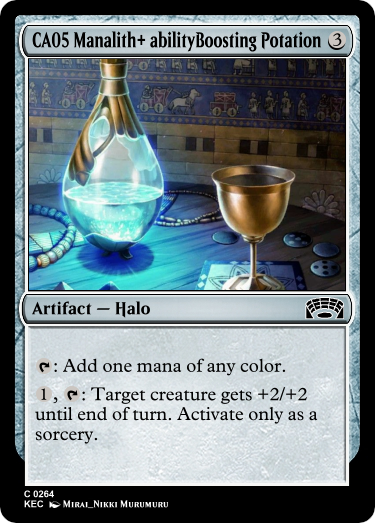 CA05 Manalith+ abilityBoosting Potation 3
Artifact — Halo
: Add one mana of any color.
1, : Target creature gets +2/+2
until end of turn. Activate only as a
sorcery.
C 0264
KEC Mirai_Nikki Murumuru